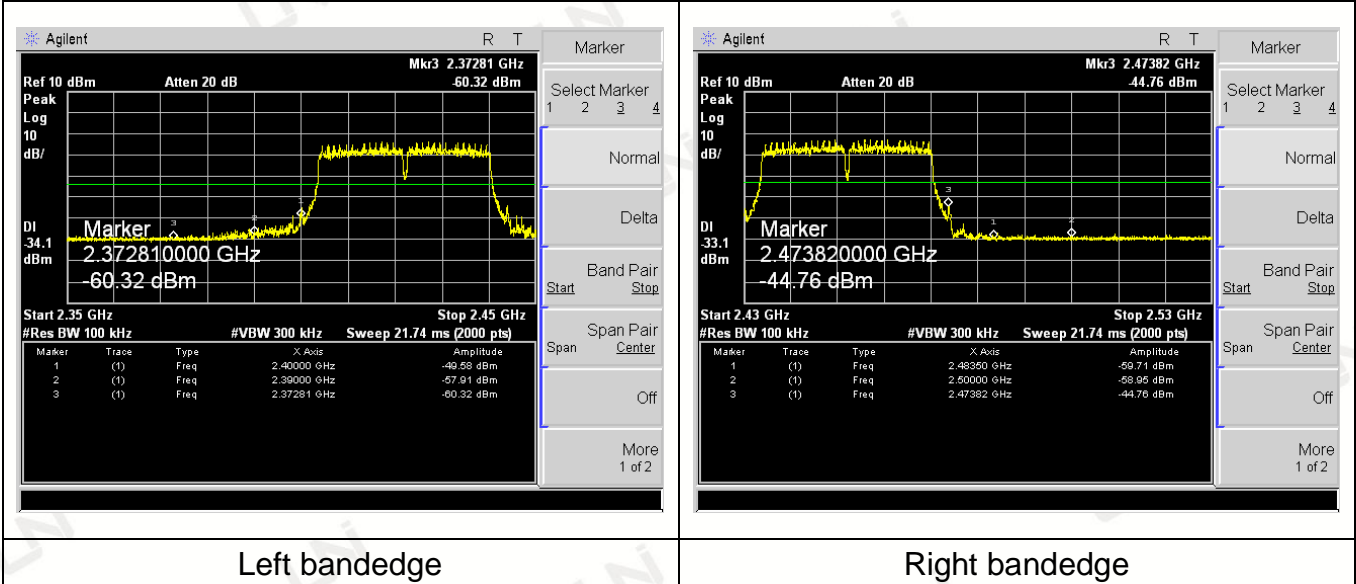 Agilent R T
Mkr3 2.37281 GHz
Ref 10 dBm Atten 20 dB -60.32 dBm
Peak
Log
10
dB/
3
2
1
DI
-34.1
dBm
Marker
2.372810000 GHz
-60.32 dBm
Start 2.35 GHz Stop 2.45 GHz
#Res BW 100 kHz #VBW 300 kHz Sweep 21.74 ms (2000 pts)
Marker Trace Type X Axis Amplitude
1 (1) Freq 2.40000 GHz -49.58 dBm
2 (1) Freq 2.39000 GHz -57.91 dBm
3 (1) Freq 2.37281 GHz -60.32 dBm
Marker
Select Marker
1 2 3 4
Normal
Delta
Band Pair
Start Stop
Span Pair
Span Center
Off
More
1 of 2
Agilent R T
Mkr3 2.47382 GHz
Ref 10 dBm Atten 20 dB -44.76 dBm
Peak
Log
10
dB/
3
1
2
DI
-33.1
dBm
Marker
2.473820000 GHz
-44.76 dBm
Start 2.43 GHz Stop 2.53 GHz
#Res BW 100 kHz #VBW 300 kHz Sweep 21.74 ms (2000 pts)
Marker Trace Type X Axis Amplitude
1 (1) Freq 2.48350 GHz -59.71 dBm
2 (1) Freq 2.50000 GHz -58.95 dBm
3 (1) Freq 2.47382 GHz -44.76 dBm
Marker
Select Marker
1 2 3 4
Normal
Delta
Band Pair
Start Stop
Span Pair
Span Center
Off
More
1 of 2
Left bandedge
Right bandedge